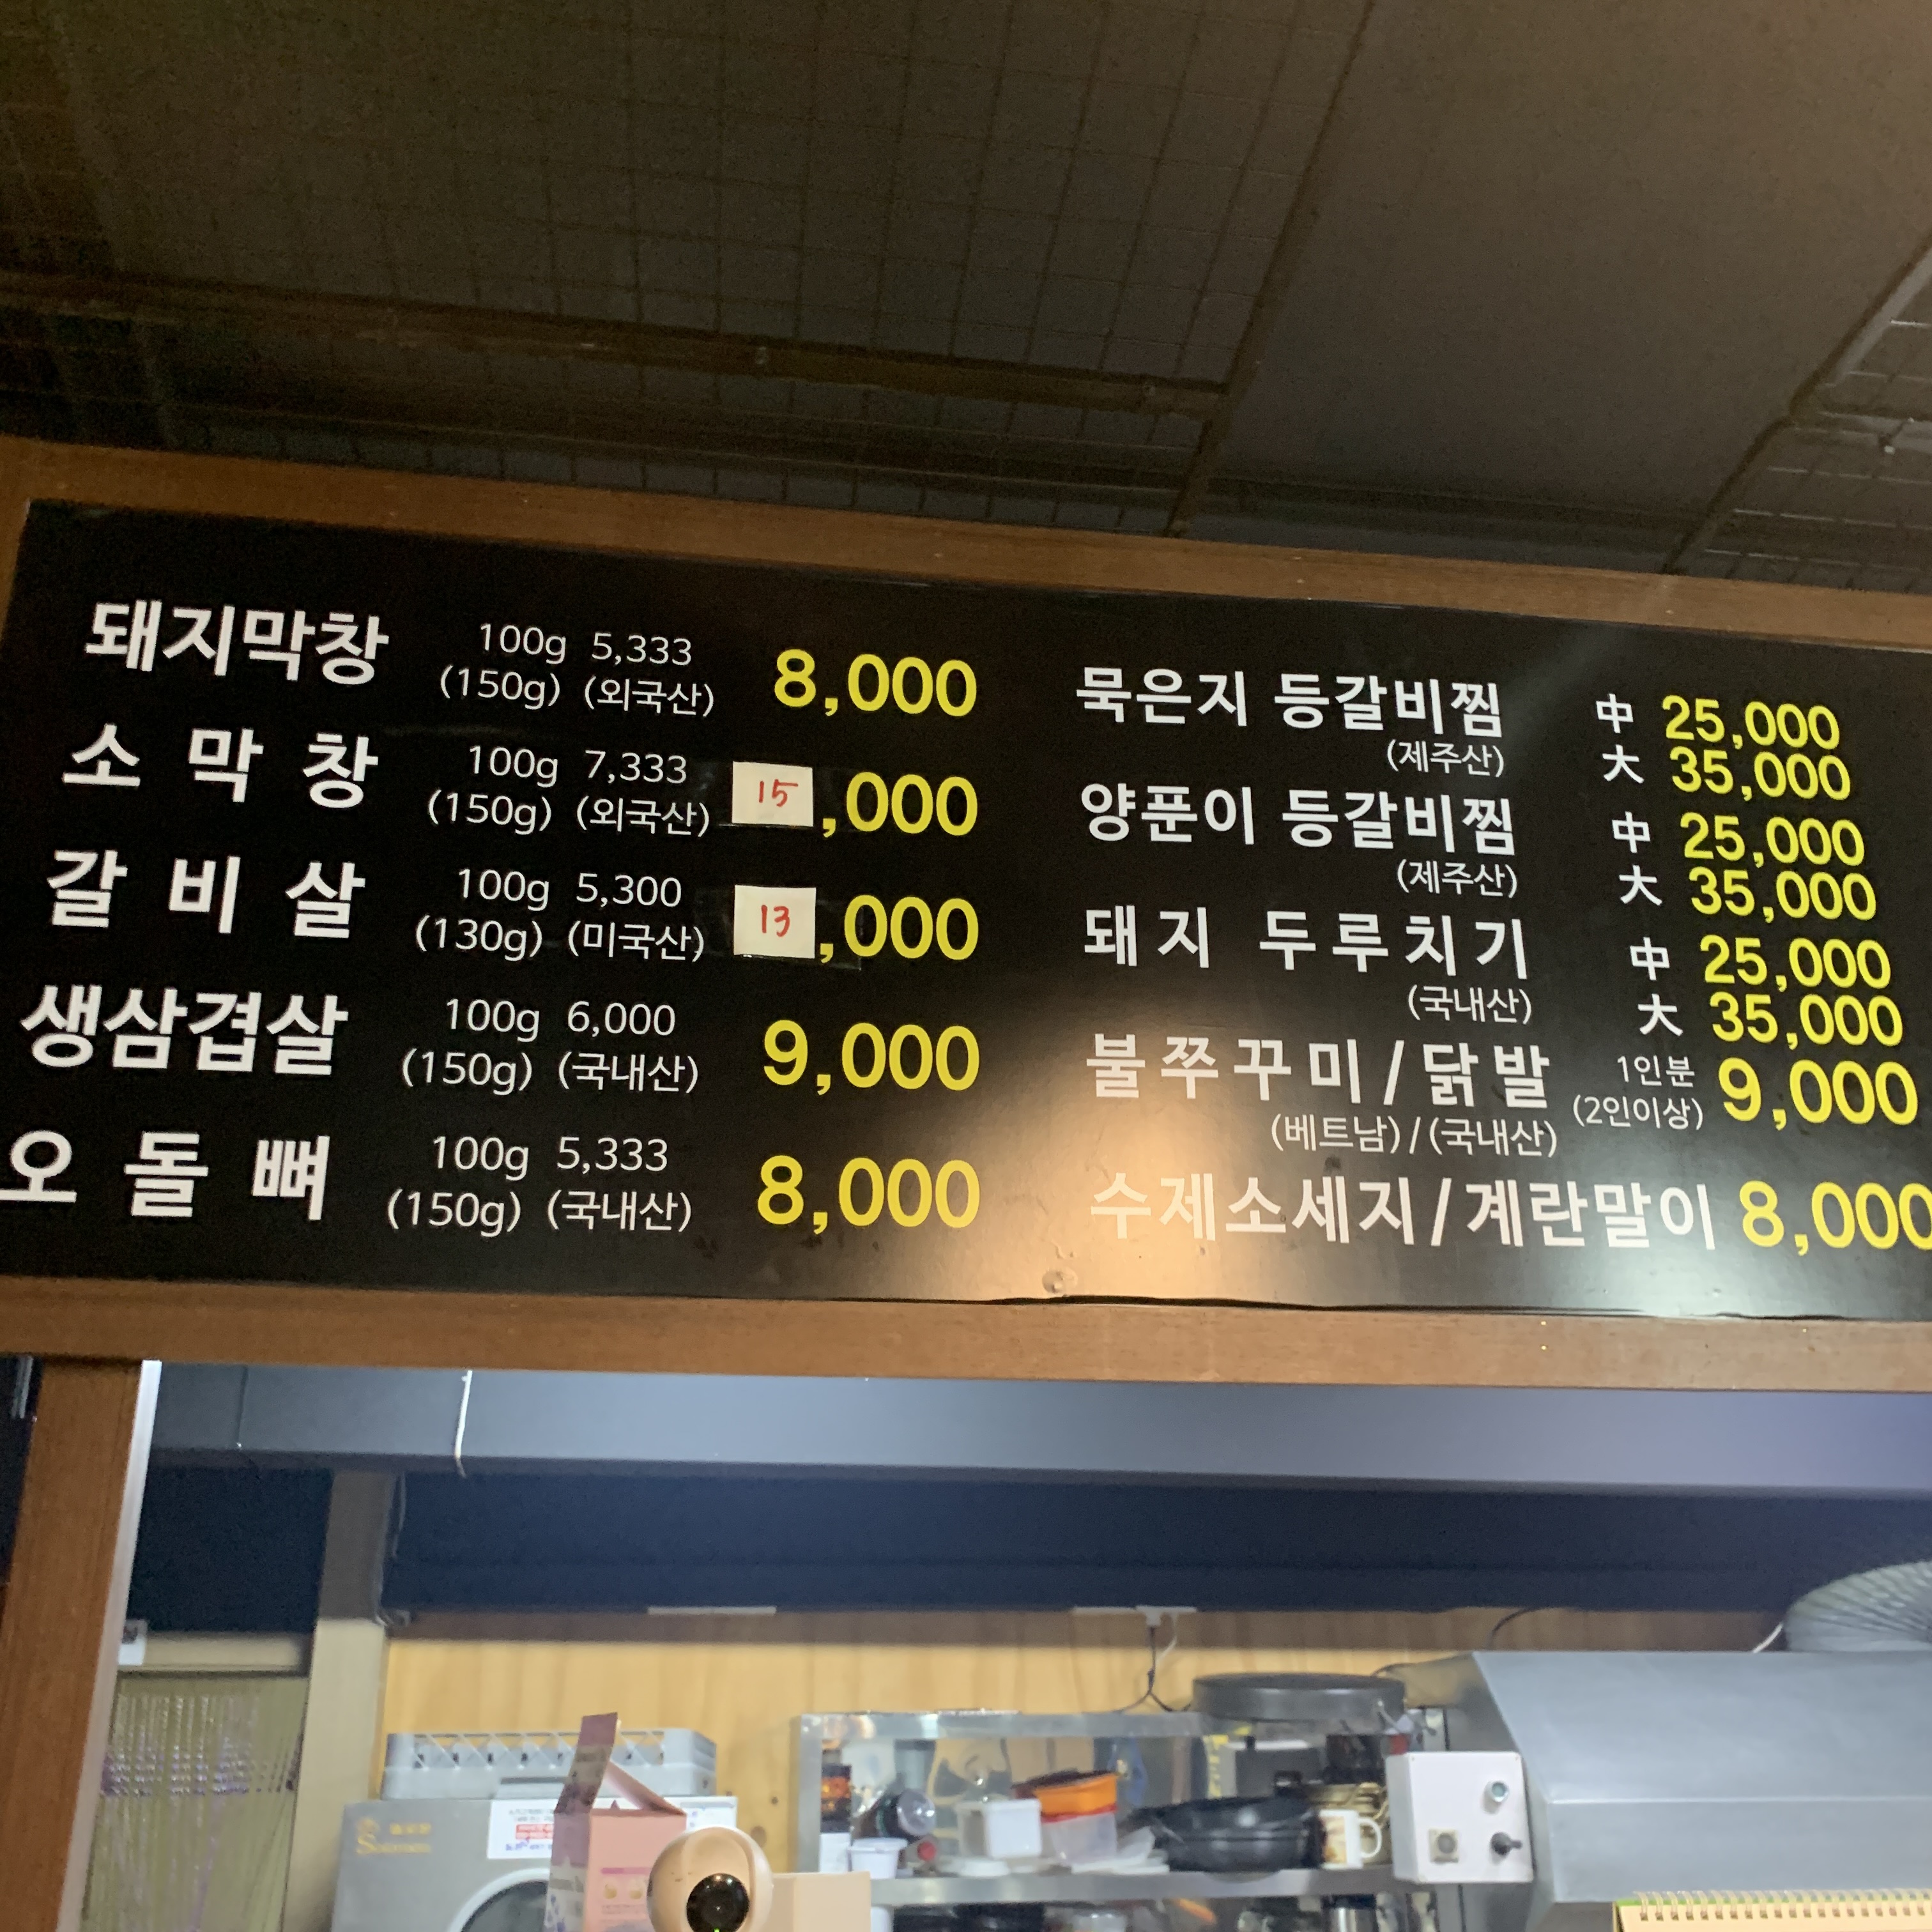 돼지막창 100g 5,333 8,000
(150g) (외국산)
소 막 창 100g 7,333 15,000
(150g) (외국산)
갈 비 살 100g 5,300 13,000
(130g) (미국산)
생삼겹살 100g 6,000 9,000
(150g) (국내산)
오 돌 뼈 100g 5,333 8,000
(150g) (국내산)
묵은지 등갈비찜 中 25,000
(제주산) 大 35,000
양푼이 등갈비찜 中 25,000
(제주산) 大 35,000
돼지 두루치기 中 25,000
(국내산) 大 35,000
불쭈꾸미/닭발 1인분 9,000
(베트남)/(국내산) (2인이상)
수제소세지/계란말이 8,000